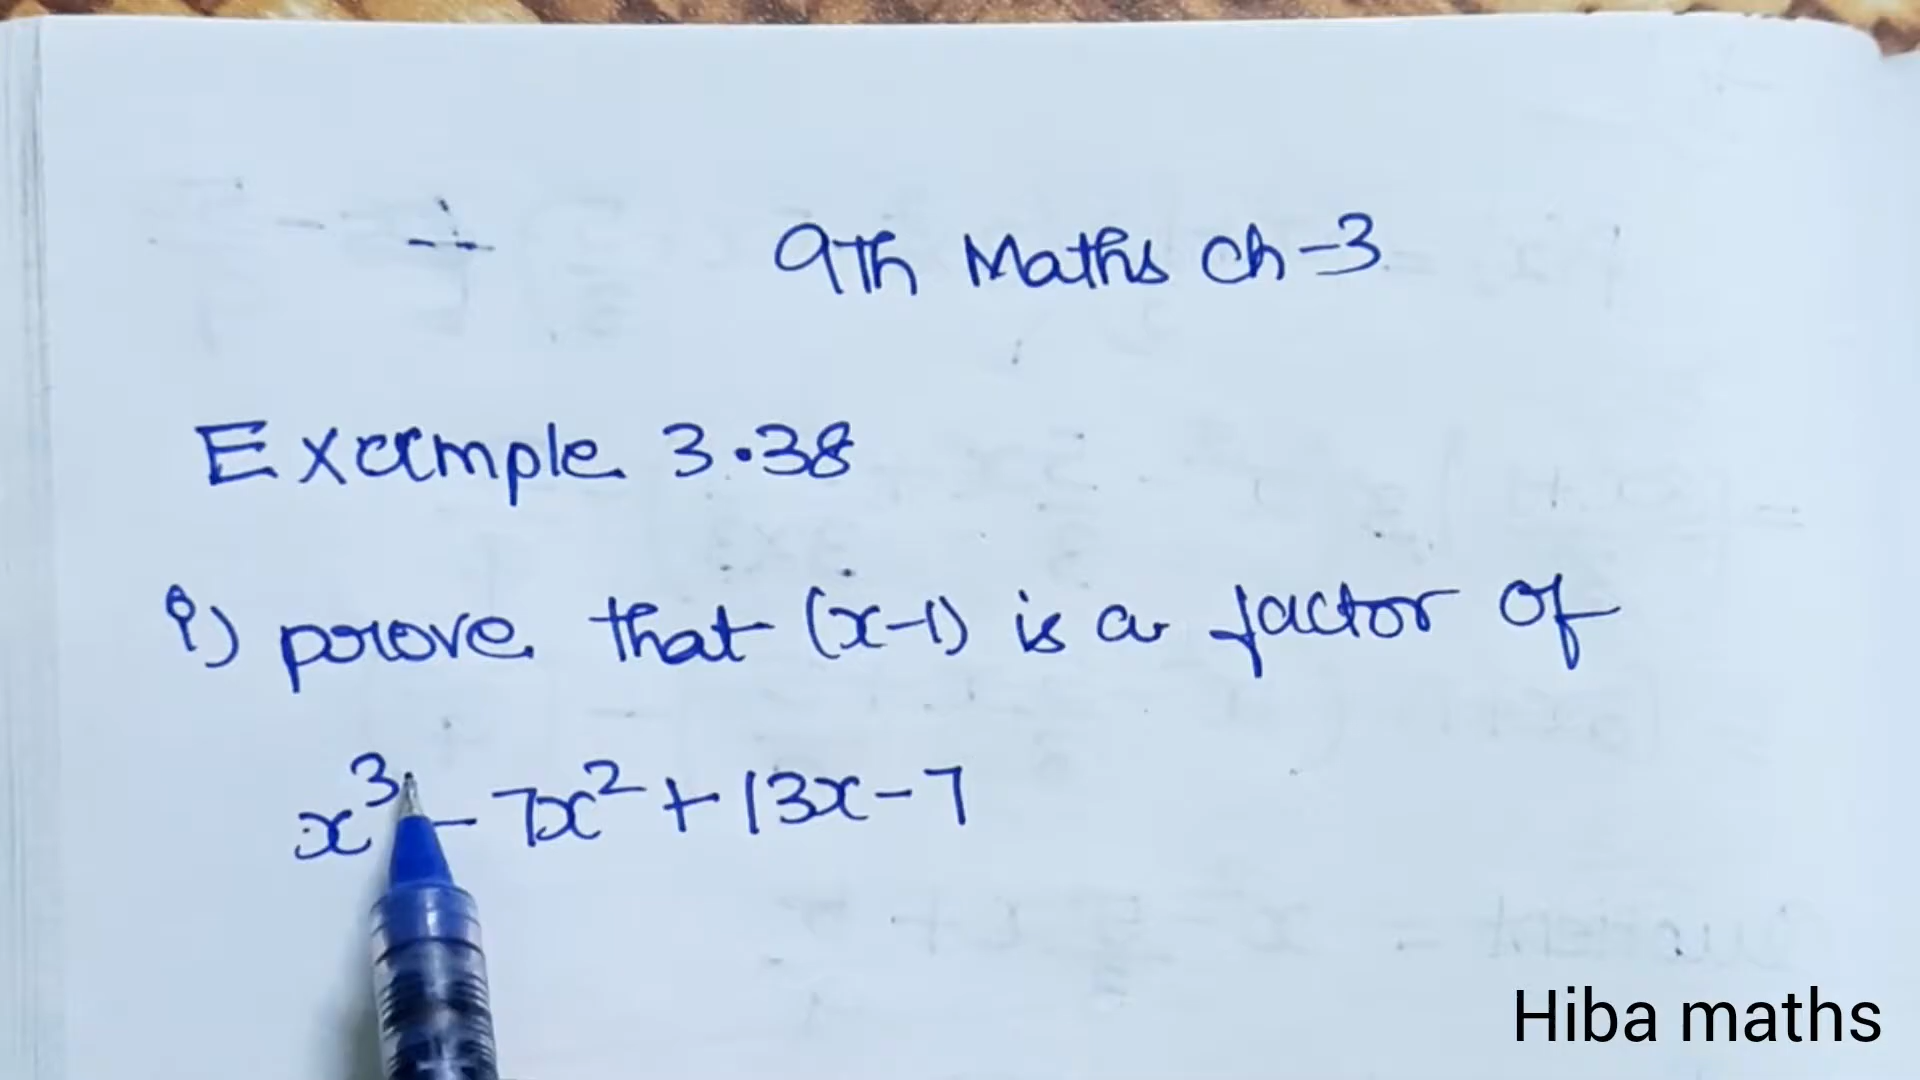 9th Maths Ch-3
Example 3.38
i) prove that (x-1) is a factor of
x³ - 7x² + 13x - 7
Hiba maths